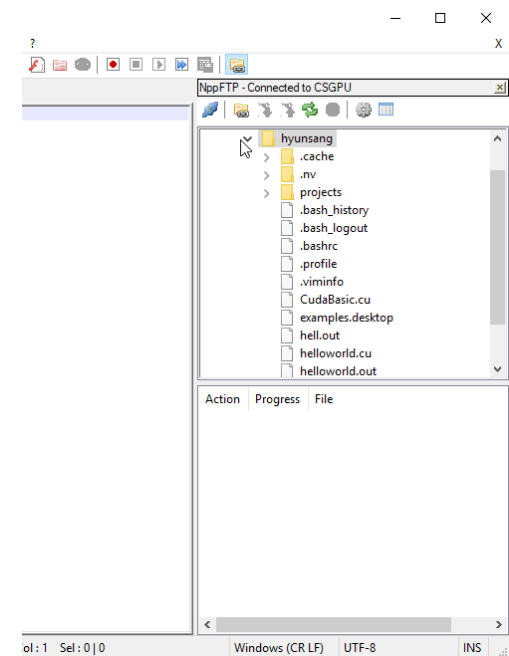 ?
X
NppFTP - Connected to CSGPU
hyunsang
.cache
.nv
projects
.bash_history
.bash_logout
.bashrc
.profile
.viminfo
CudaBasic.cu
examples.desktop
hell.out
helloworld.cu
helloworld.out
Action Progress File
ol : 1 Sel : 0 | 0 Windows (CR LF) UTF-8 INS